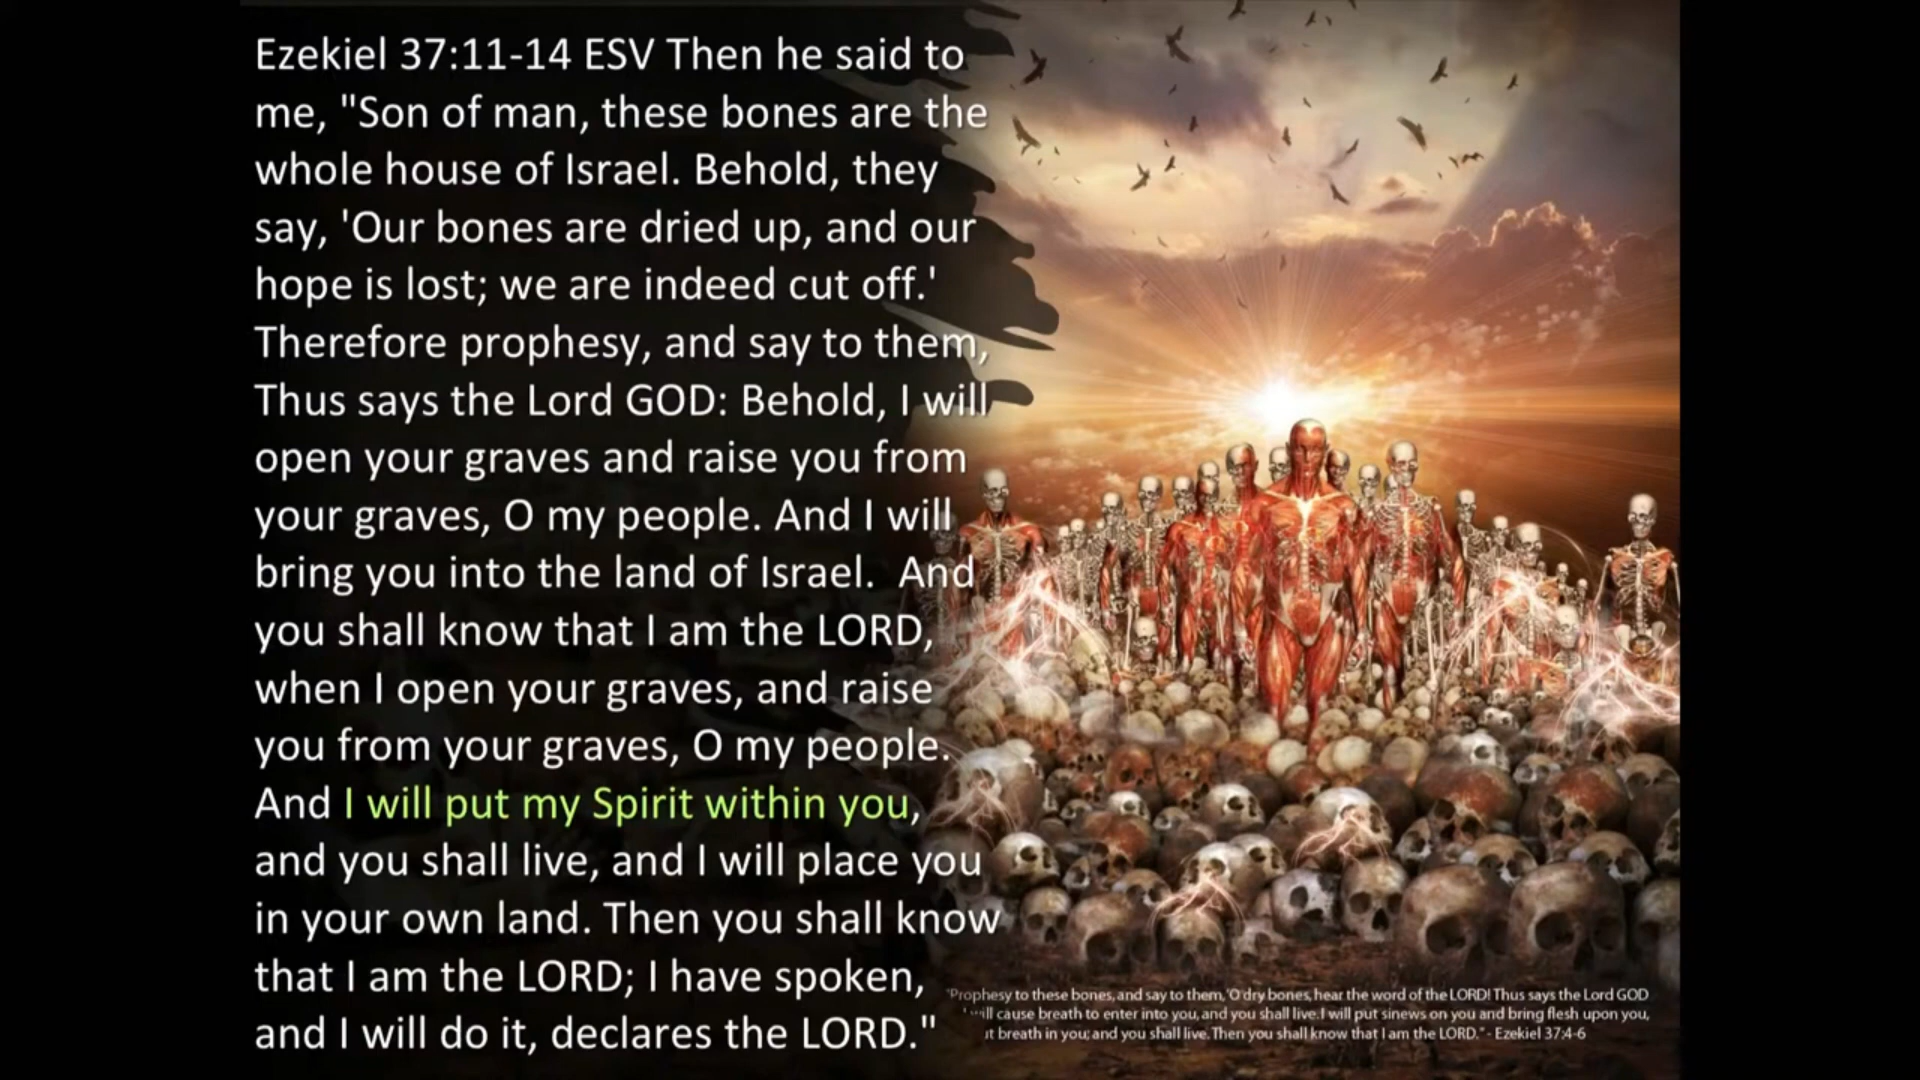 Ezekiel 37:11-14 ESV Then he said to
me, "Son of man, these bones are the
whole house of Israel. Behold, they
say, 'Our bones are dried up, and our
hope is lost; we are indeed cut off.'
Therefore prophesy, and say to them,
Thus says the Lord GOD: Behold, I will
open your graves and raise you from
your graves, O my people. And I will
bring you into the land of Israel.  And
you shall know that I am the LORD,
when I open your graves, and raise
you from your graves, O my people.
And I will put my Spirit within you,
and you shall live, and I will place you
in your own land. Then you shall know
that I am the LORD; I have spoken,
and I will do it, declares the LORD."
"Prophesy to these bones, and say to them, 'O dry bones, hear the word of the LORD! Thus says the Lord GOD
cause breath to enter into you, and you shall live. I will put sinews on you and bring flesh upon you,
breath in you; and you shall live. Then you shall know that I am the LORD." - Ezekiel 37:4-6